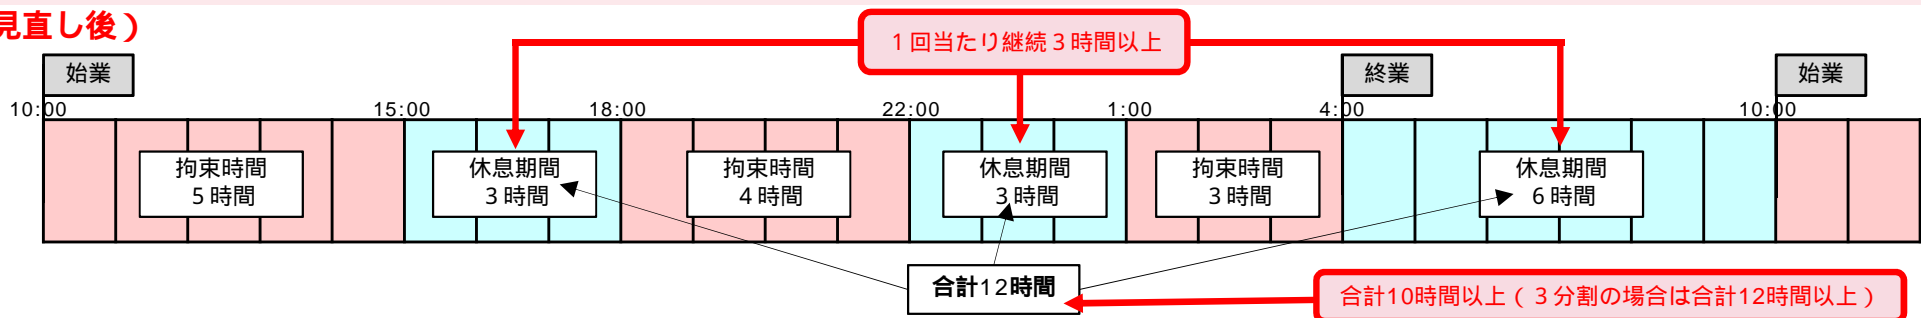 見直し後）
１回当たり継続３時間以上
始業
終業
始業
10:00
15:00
18:00
22:00
1:00
4:00
10:00
拘束時間
５時間
休息期間
３時間
拘束時間
４時間
休息期間
３時間
拘束時間
３時間
休息期間
６時間
合計12時間
合計10時間以上（３分割の場合は合計12時間以上）